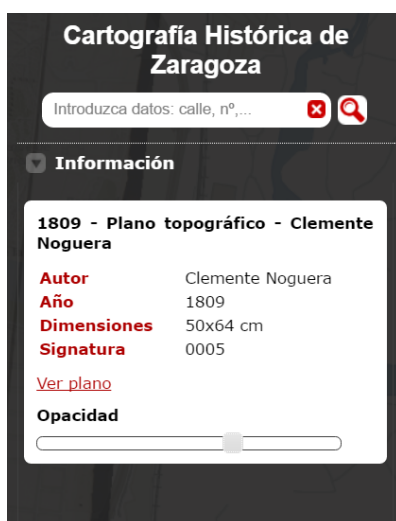 Cartografía Histórica de
Zaragoza
Introduzca datos: calle, nº,...
Información
1809 - Plano topográfico - Clemente
Noguera
Autor Clemente Noguera
Año 1809
Dimensiones 50x64 cm
Signatura 0005
Ver plano
Opacidad